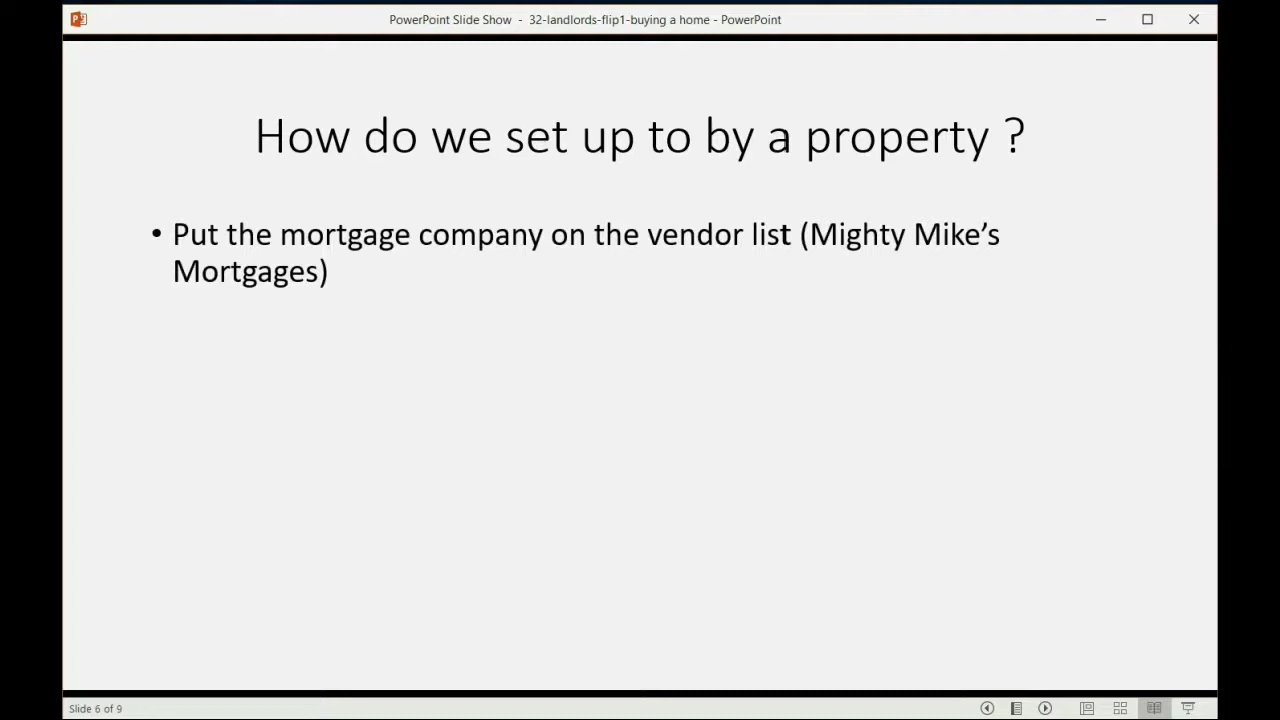 PowerPoint Slide Show - 32-landlords-flip1-buying a home - PowerPoint
How do we set up to by a property ?
• Put the mortgage company on the vendor list (Mighty Mike’s
Mortgages)
Slide 6 of 9